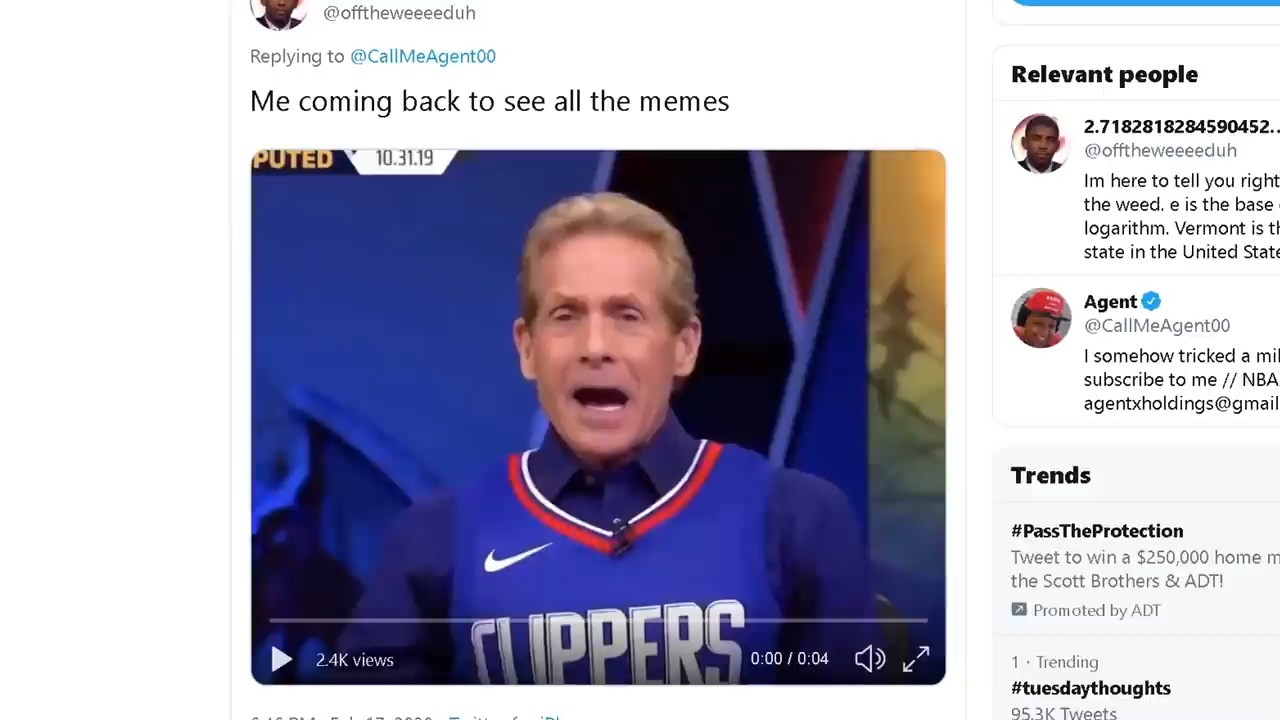 @offtheweeeeduh
Replying to @CallMeAgent00
Me coming back to see all the memes
PUTED 10.31.19
CLIPPERS
2.4K views
0:00 / 0:04
Relevant people
2.7182818284590452..
@offtheweeeeduh
Im here to tell you right
the weed. e is the base
logarithm. Vermont is th
state in the United State
Agent
@CallMeAgent00
I somehow tricked a mil
subscribe to me // NBA
agentxholdings@gmail
Trends
#PassTheProtection
Tweet to win a $250,000 home m
the Scott Brothers & ADT!
Promoted by ADT
1 · Trending
#tuesdaythoughts
95.3K Tweets